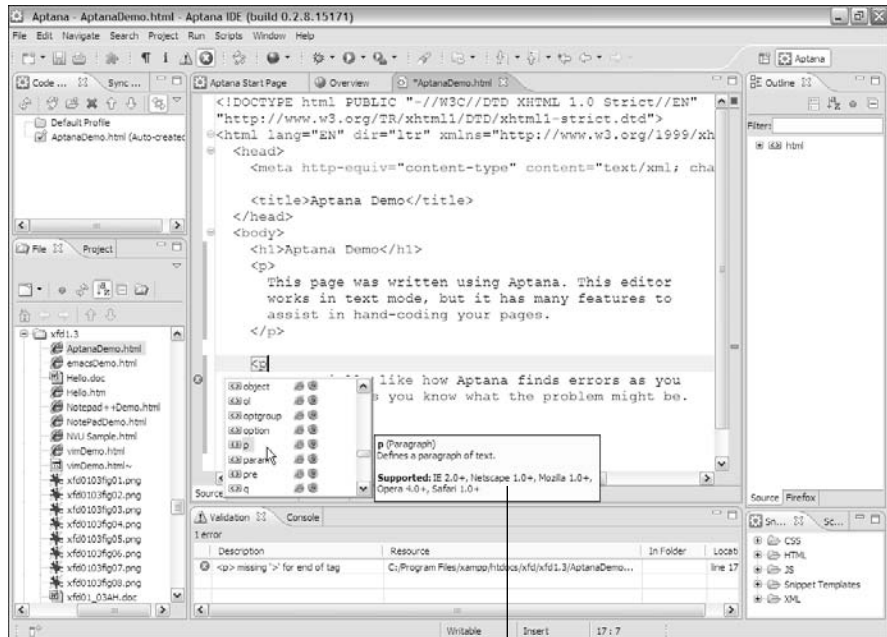 Aptana - AptanaDemo.html - Aptana IDE (build 0.2.8.15171)
File Edit Navigate Search Project Run Scripts Window Help
Aptana
Code ... Sync ...
Default Profile
AptanaDemo.html (Auto-created
File Project
xfd1.3
AptanaDemo.html
emacsDemo.html
Hello.doc
Hello.htm
Notepad++Demo.html
NotePadDemo.html
NVU Sample.html
vimDemo.html
vimDemo.html~
xfd0103fig01.png
xfd0103fig02.png
xfd0103fig03.png
xfd0103fig04.png
xfd0103fig05.png
xfd0103fig06.png
xfd0103fig07.png
xfd0103fig08.png
xfd01_03AH.doc
Aptana Start Page Overview *AptanaDemo.html
<!DOCTYPE html PUBLIC "-//W3C//DTD XHTML 1.0 Strict//EN"
"http://www.w3.org/TR/xhtml1/DTD/xhtml1-strict.dtd">
<html lang="EN" dir="ltr" xmlns="http://www.w3.org/1999/xh
<head>
<meta http-equiv="content-type" content="text/xml; cha
<title>Aptana Demo</title>
</head>
<body>
<h1>Aptana Demo</h1>
<p>
This page was written using Aptana. This editor
works in text mode, but it has many features to
assist in hand-coding your pages.
</p>
<p
like how Aptana finds errors as you
s you know what the problem might be.
object
ol
optgroup
option
p
param
pre
q
p (Paragraph)
Defines a paragraph of text.
Supported: IE 2.0+, Netscape 1.0+, Mozilla 1.0+,
Opera 4.0+, Safari 1.0+
Source
Validation Console
1 error
Description Resource In Folder Locati
<p> missing '>' for end of tag C:/Program Files/xampp/htdocs/xfd/xfd1.3/AptanaDemo... line 17
Outline
Filter:
html
Source Firefox
Sn... Sc...
CSS
HTML
JS
Snippet Templates
XML
Writable Insert 17 : 7